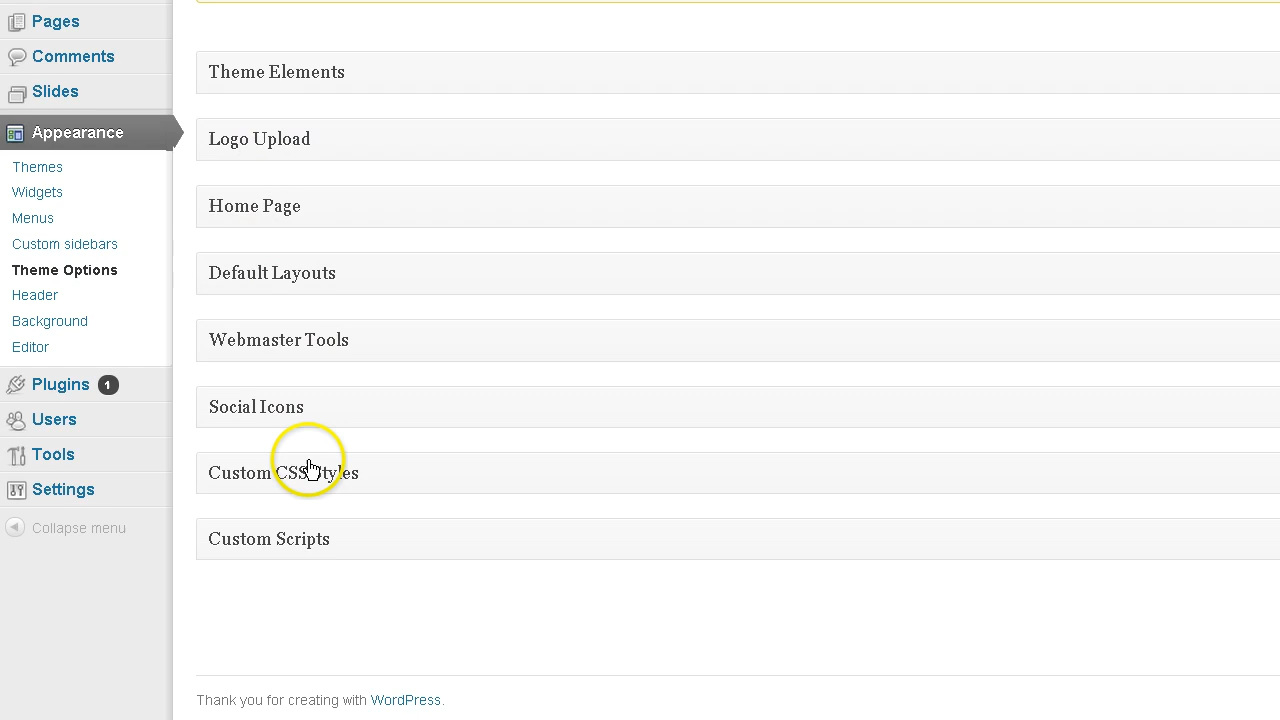 Pages
Comments
Slides
Appearance
Themes
Widgets
Menus
Custom sidebars
Theme Options
Header
Background
Editor
Plugins 1
Users
Tools
Settings
Collapse menu
Theme Elements
Logo Upload
Home Page
Default Layouts
Webmaster Tools
Social Icons
Custom CSS Styles
Custom Scripts
Thank you for creating with WordPress.